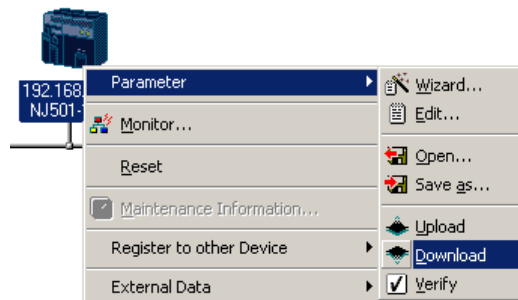 192.168.
NJ501-
Parameter
Monitor...
Reset
Maintenance Information...
Register to other Device
External Data
Wizard...
Edit...
Open...
Save as...
Upload
Download
Verify